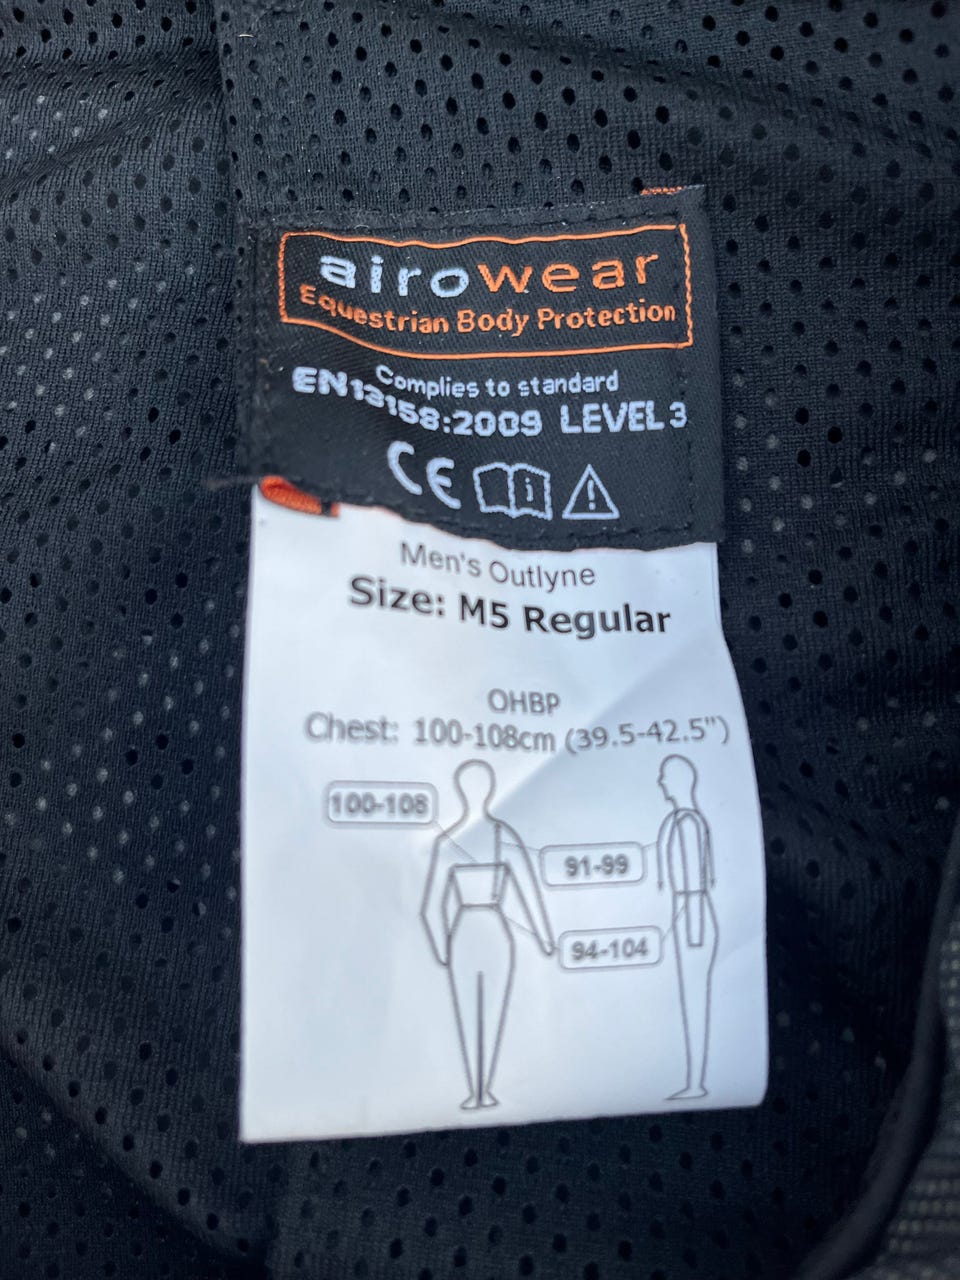 airowear
Equestrian Body Protection
Complies to standard
EN13158:2009 LEVEL 3
CE
Men's Outlyne
Size: M5 Regular
OHBP
Chest: 100-108cm (39.5-42.5")
100-108
91-99
94-104